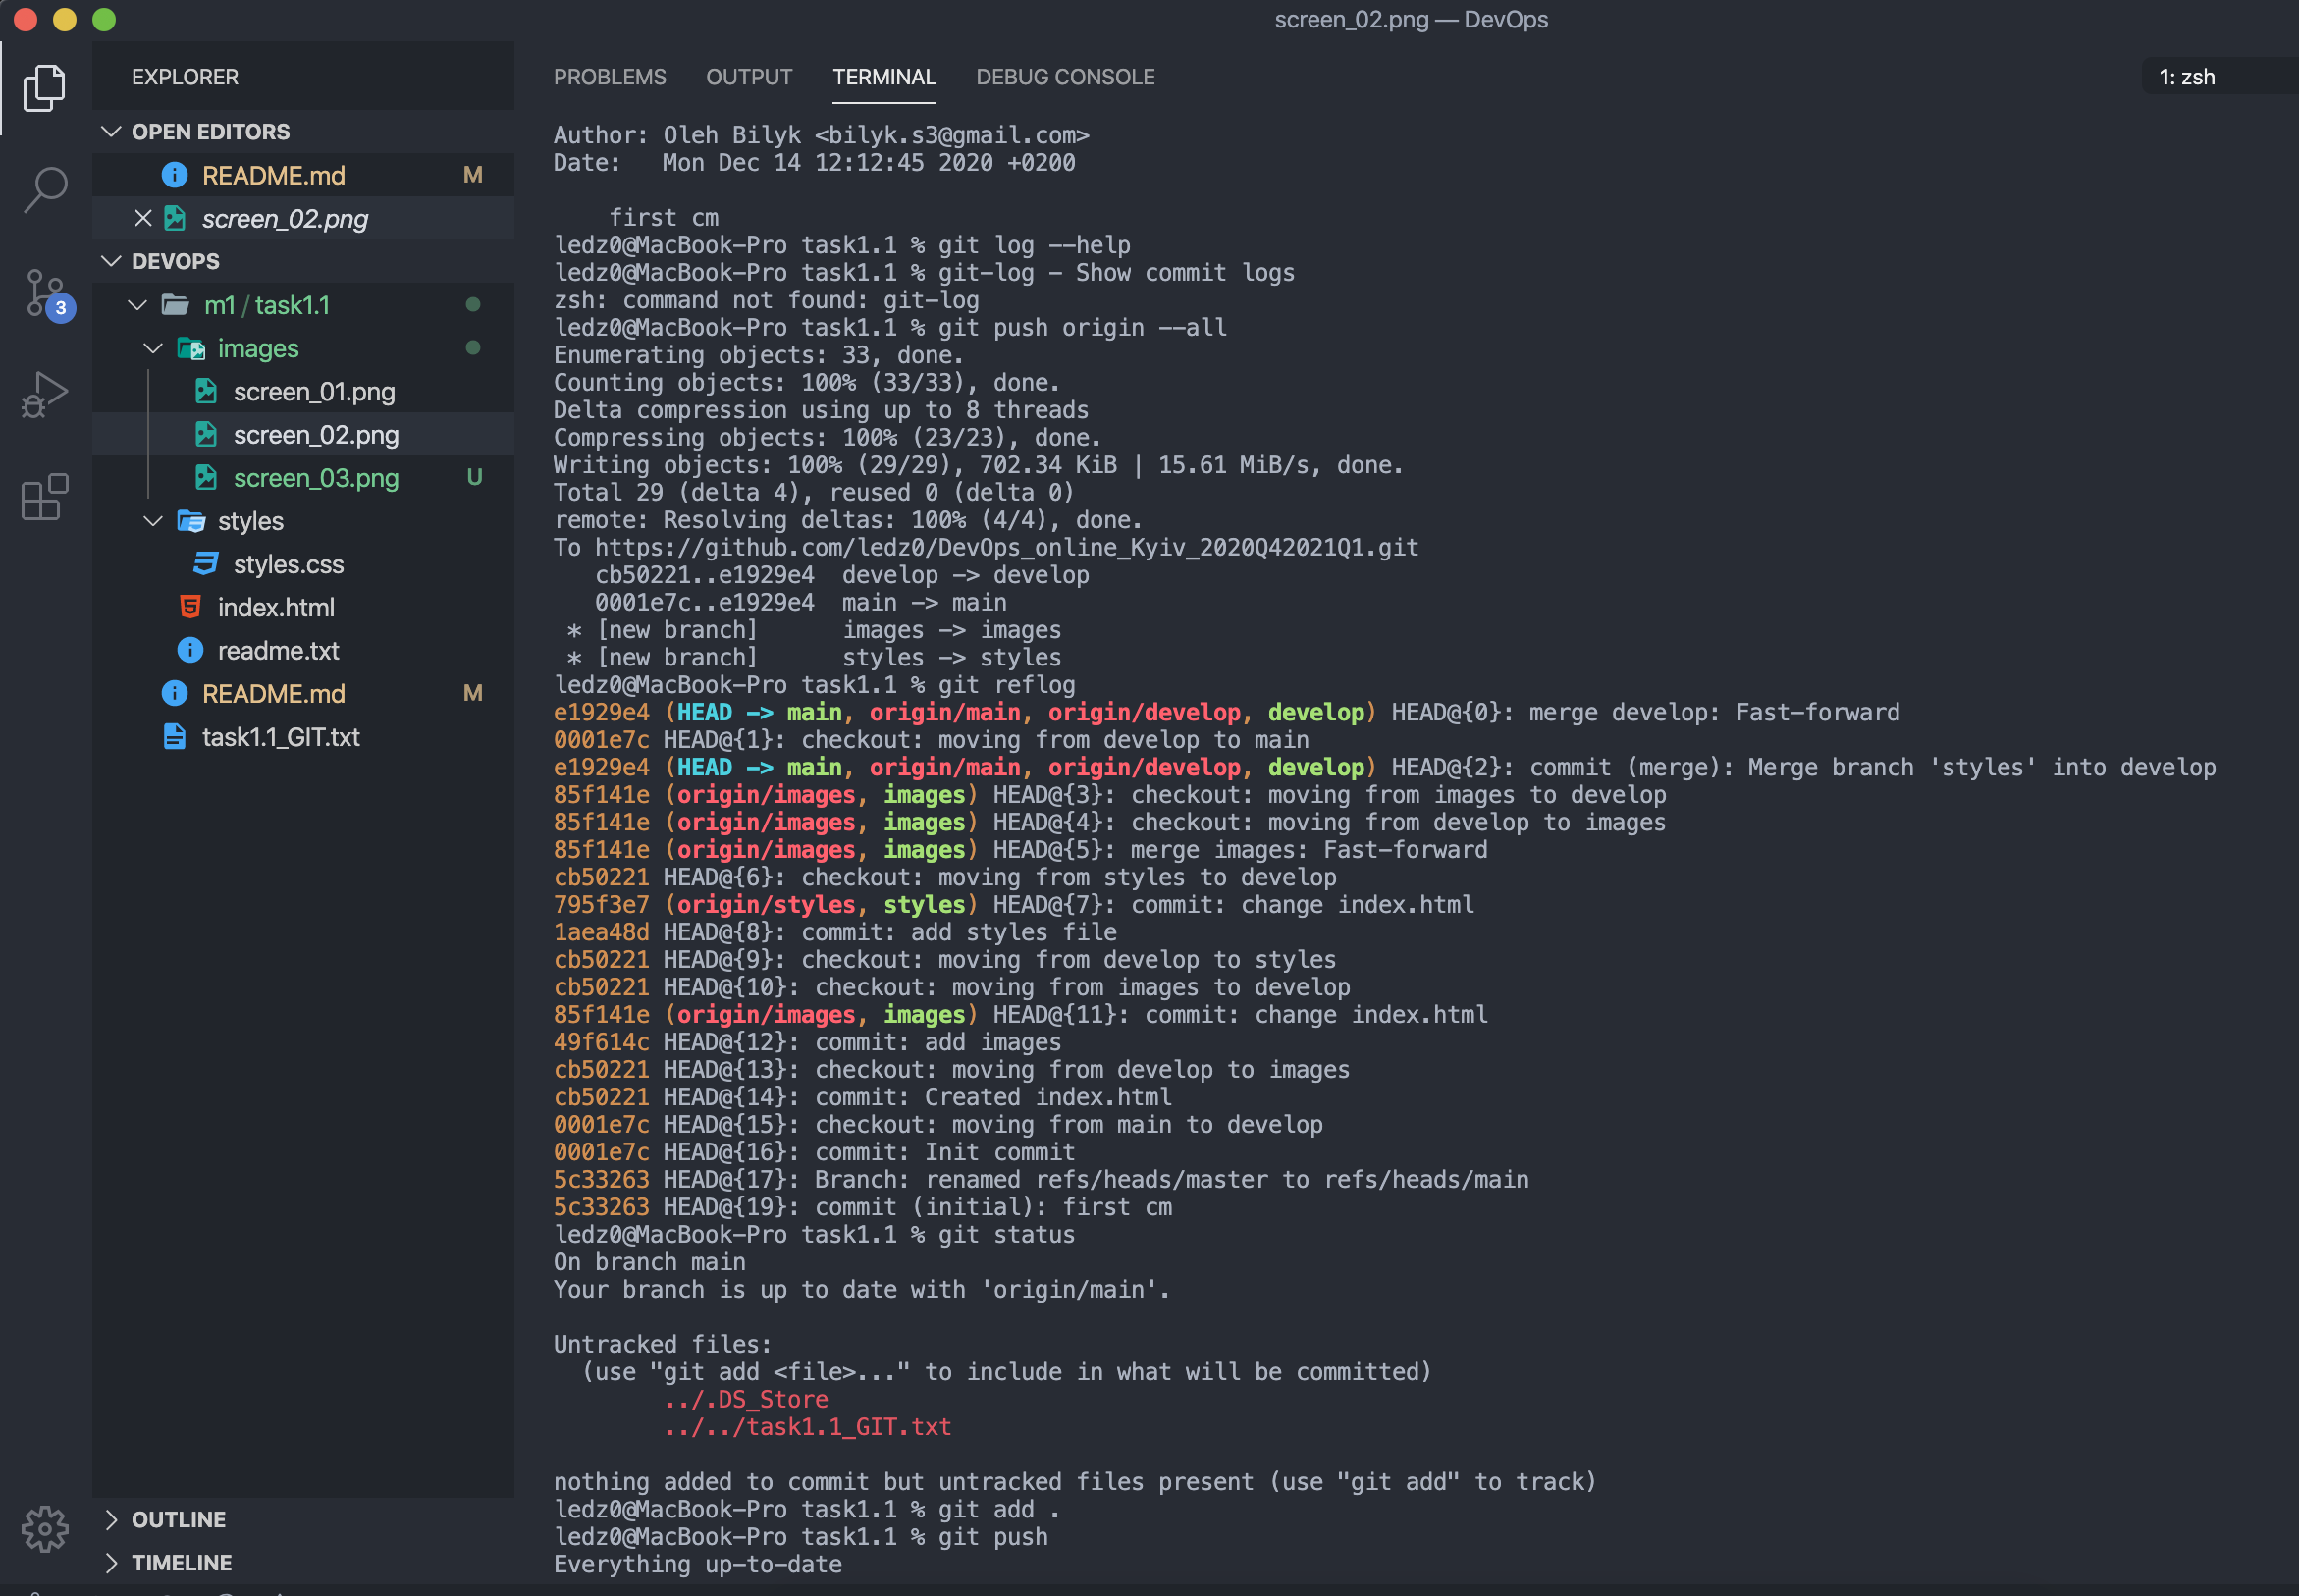 screen_02.png — DevOps
EXPLORER
OPEN EDITORS
README.md M
screen_02.png
DEVOPS
m1 / task1.1
images
screen_01.png
screen_02.png
screen_03.png U
styles
styles.css
index.html
readme.txt
README.md M
task1.1_GIT.txt
OUTLINE
TIMELINE
3
PROBLEMS OUTPUT TERMINAL DEBUG CONSOLE 1: zsh
Author: Oleh Bilyk <bilyk.s3@gmail.com>
Date:   Mon Dec 14 12:12:45 2020 +0200
    first cm
ledz0@MacBook-Pro task1.1 % git log --help
ledz0@MacBook-Pro task1.1 % git-log - Show commit logs
zsh: command not found: git-log
ledz0@MacBook-Pro task1.1 % git push origin --all
Enumerating objects: 33, done.
Counting objects: 100% (33/33), done.
Delta compression using up to 8 threads
Compressing objects: 100% (23/23), done.
Writing objects: 100% (29/29), 702.34 KiB | 15.61 MiB/s, done.
Total 29 (delta 4), reused 0 (delta 0)
remote: Resolving deltas: 100% (4/4), done.
To https://github.com/ledz0/DevOps_online_Kyiv_2020Q42021Q1.git
   cb50221..e1929e4  develop -> develop
   0001e7c..e1929e4  main -> main
 * [new branch]      images -> images
 * [new branch]      styles -> styles
ledz0@MacBook-Pro task1.1 % git reflog
e1929e4 (HEAD -> main, origin/main, origin/develop, develop) HEAD@{0}: merge develop: Fast-forward
0001e7c HEAD@{1}: checkout: moving from develop to main
e1929e4 (HEAD -> main, origin/main, origin/develop, develop) HEAD@{2}: commit (merge): Merge branch 'styles' into develop
85f141e (origin/images, images) HEAD@{3}: checkout: moving from images to develop
85f141e (origin/images, images) HEAD@{4}: checkout: moving from develop to images
85f141e (origin/images, images) HEAD@{5}: merge images: Fast-forward
cb50221 HEAD@{6}: checkout: moving from styles to develop
795f3e7 (origin/styles, styles) HEAD@{7}: commit: change index.html
1aea48d HEAD@{8}: commit: add styles file
cb50221 HEAD@{9}: checkout: moving from develop to styles
cb50221 HEAD@{10}: checkout: moving from images to develop
85f141e (origin/images, images) HEAD@{11}: commit: change index.html
49f614c HEAD@{12}: commit: add images
cb50221 HEAD@{13}: checkout: moving from develop to images
cb50221 HEAD@{14}: commit: Created index.html
0001e7c HEAD@{15}: checkout: moving from main to develop
0001e7c HEAD@{16}: commit: Init commit
5c33263 HEAD@{17}: Branch: renamed refs/heads/master to refs/heads/main
5c33263 HEAD@{19}: commit (initial): first cm
ledz0@MacBook-Pro task1.1 % git status
On branch main
Your branch is up to date with 'origin/main'.
Untracked files:
  (use "git add <file>..." to include in what will be committed)
        ../.DS_Store
        ../../task1.1_GIT.txt
nothing added to commit but untracked files present (use "git add" to track)
ledz0@MacBook-Pro task1.1 % git add .
ledz0@MacBook-Pro task1.1 % git push
Everything up-to-date